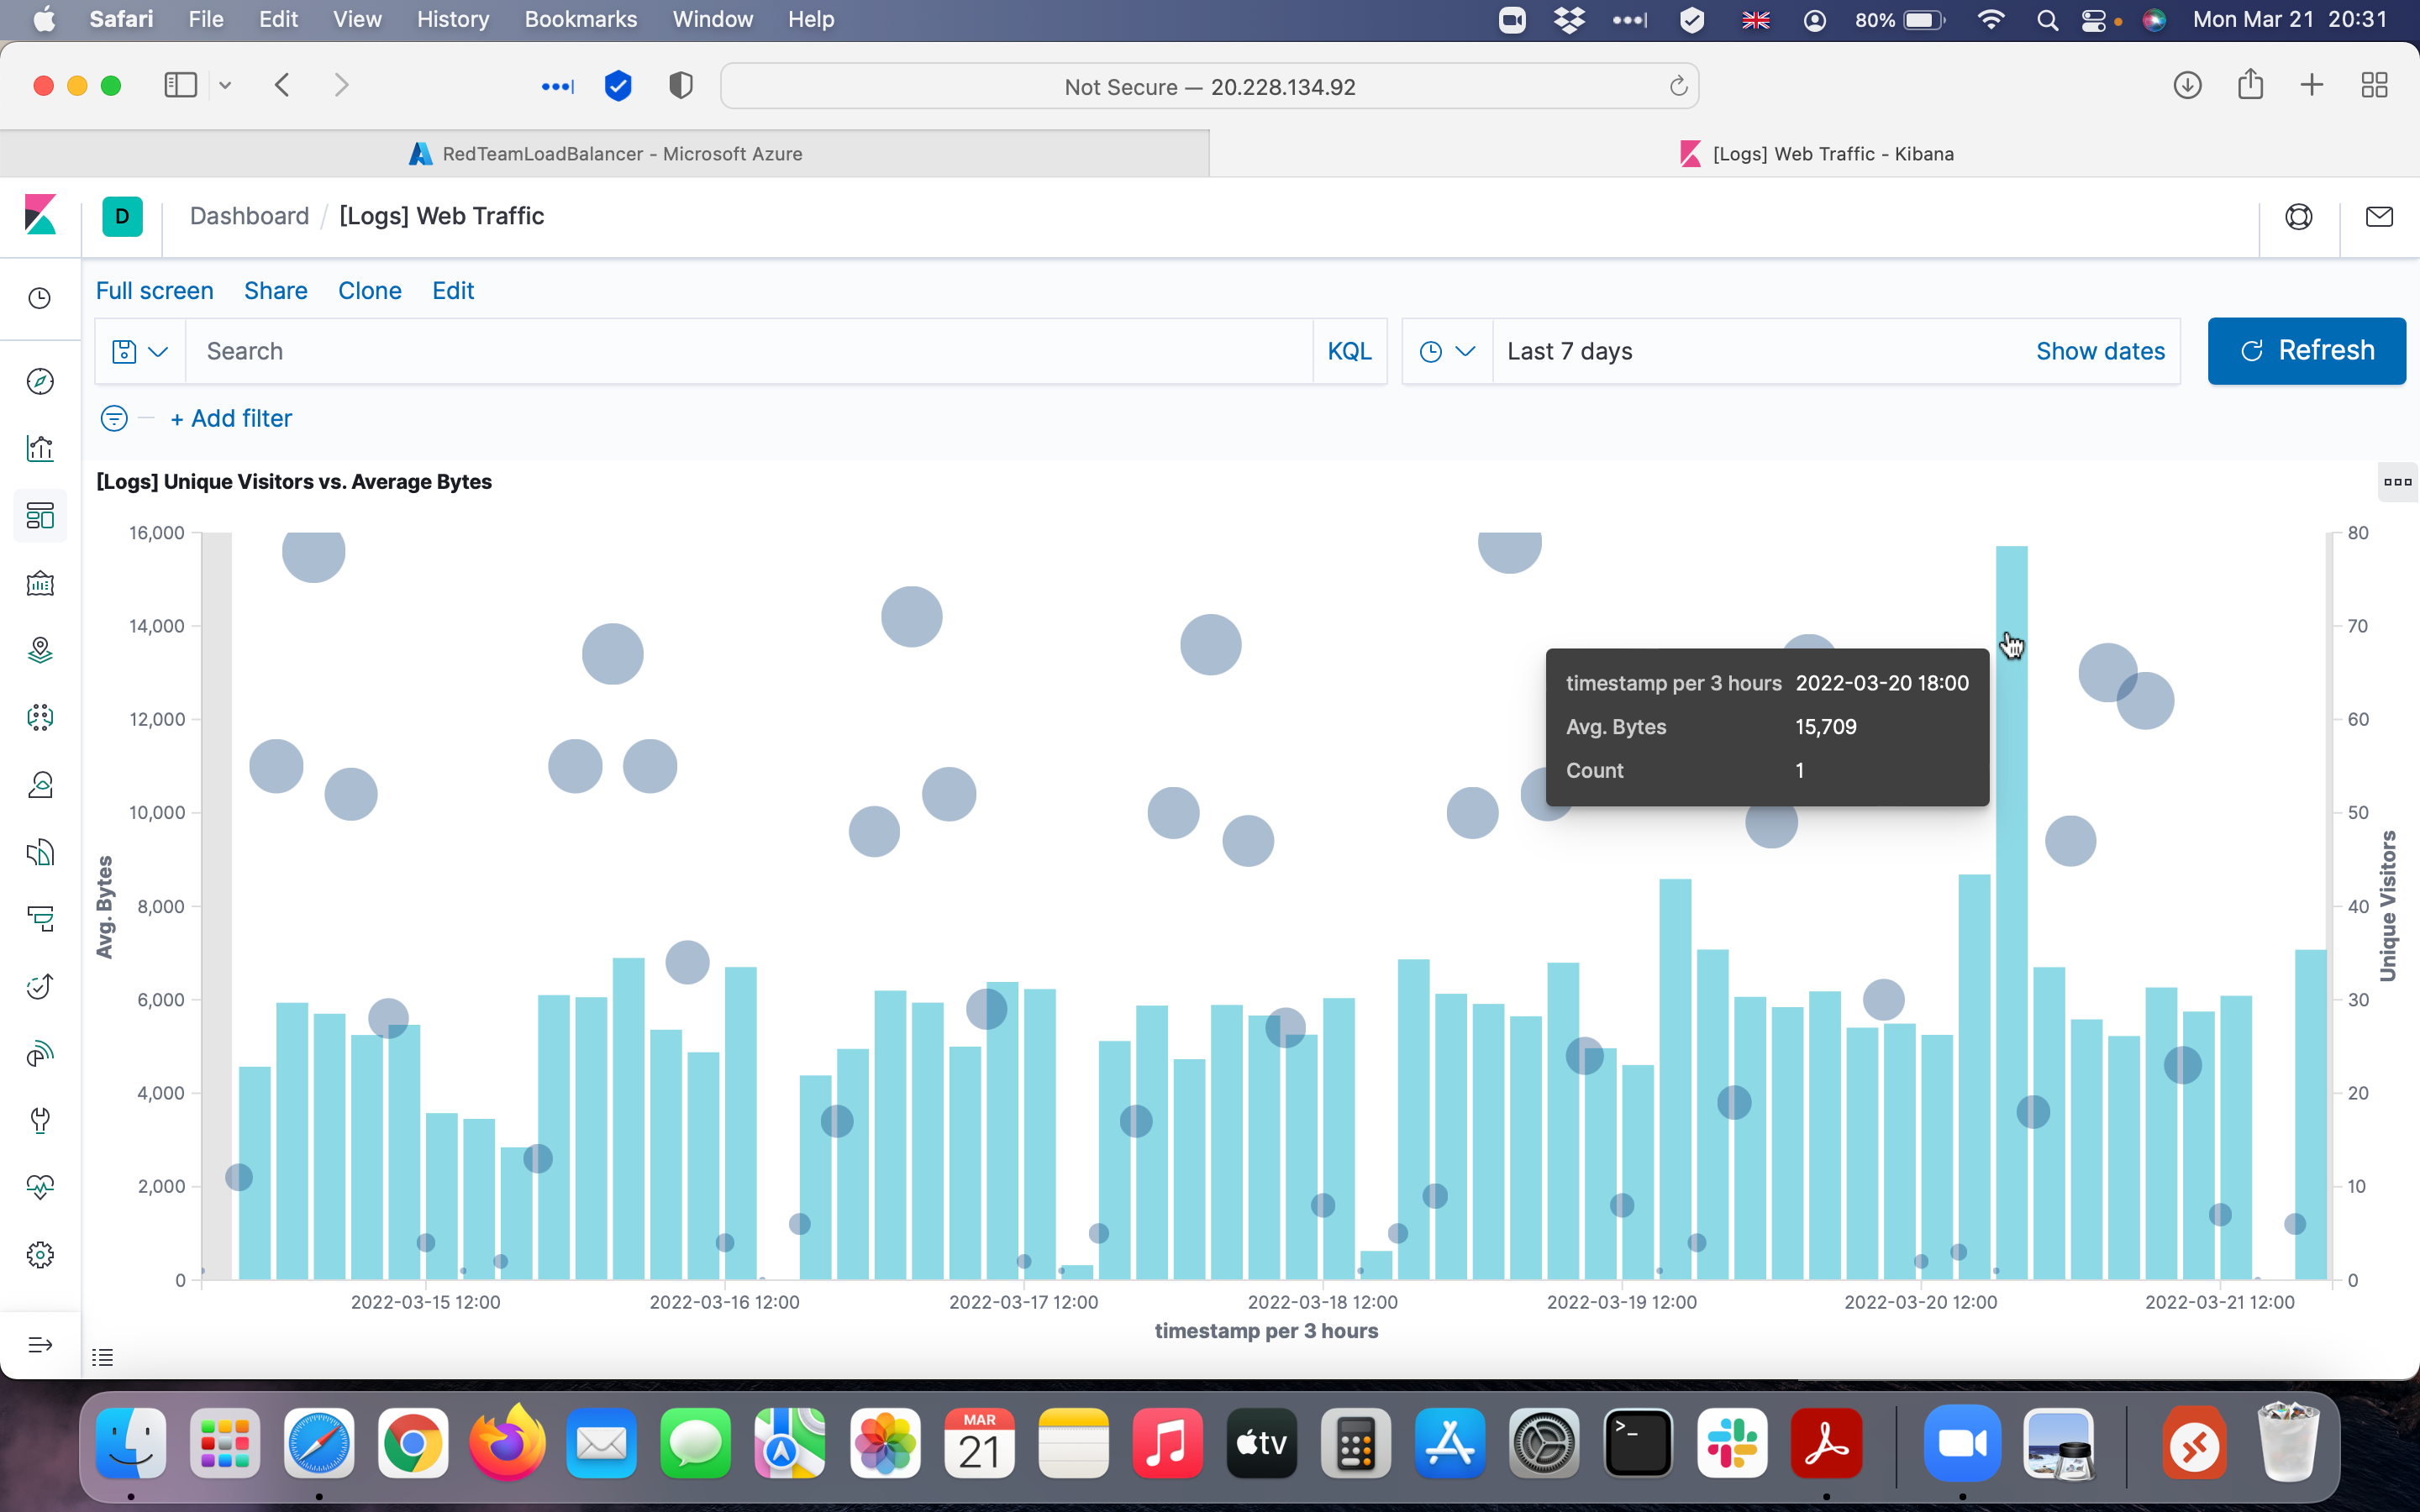 Safari File Edit View History Bookmarks Window Help 80% Mon Mar 21 20:31
Not Secure — 20.228.134.92
RedTeamLoadBalancer - Microsoft Azure
[Logs] Web Traffic - Kibana
D Dashboard / [Logs] Web Traffic
Full screen Share Clone Edit
Search KQL Last 7 days Show dates Refresh
+ Add filter
[Logs] Unique Visitors vs. Average Bytes
16,000
14,000
12,000
10,000
8,000
6,000
4,000
2,000
0
Avg. Bytes
timestamp per 3 hours 2022-03-20 18:00
Avg. Bytes 15,709
Count 1
80
70
60
50
40
30
20
10
0
Unique Visitors
2022-03-15 12:00 2022-03-16 12:00 2022-03-17 12:00 2022-03-18 12:00 2022-03-19 12:00 2022-03-20 12:00 2022-03-21 12:00
timestamp per 3 hours
MAR
21
tv
>_